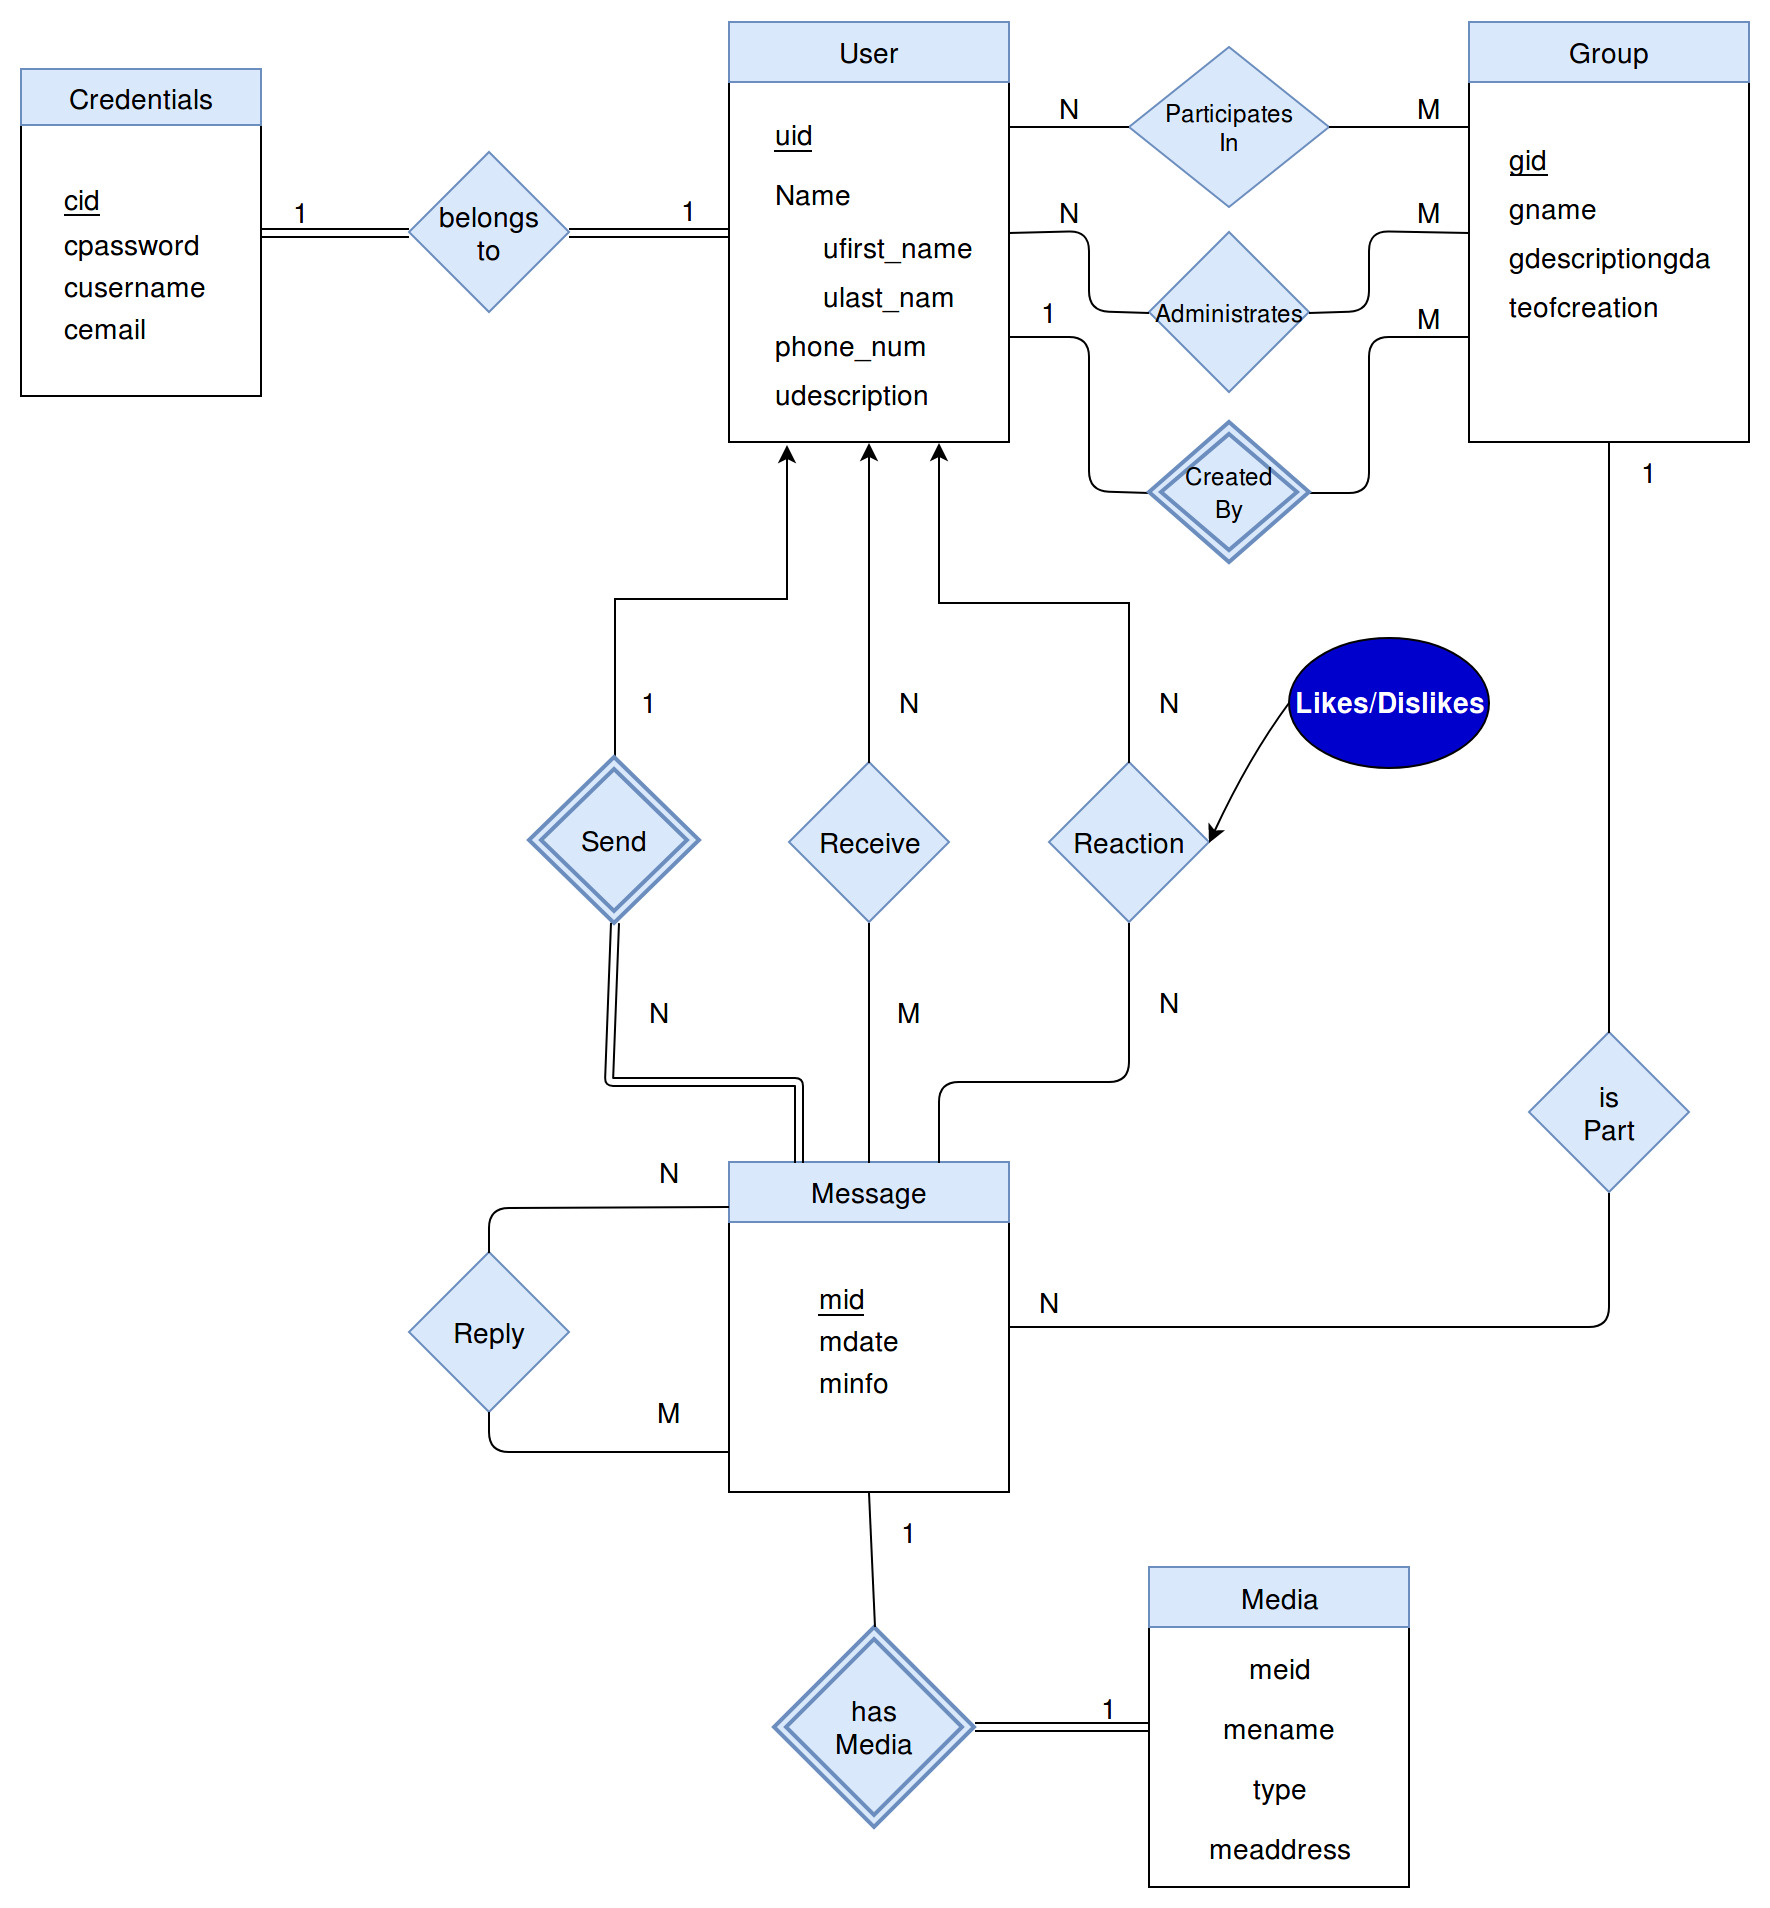 User
Group
Credentials
uid
Name
ufirst_name
ulast_nam
phone_num
udescription
N
Participates
In
M
gid
gname
gdescriptiongda
teofcreation
cid
cpassword
cusername
cemail
1
belongs
to
1
N
Administrates
M
1
Created
By
M
1
1
N
N
Likes/Dislikes
Send
Receive
Reaction
N
M
N
is
Part
N
Message
mid
mdate
minfo
N
Reply
M
1
has
Media
1
Media
meid
mename
type
meaddress